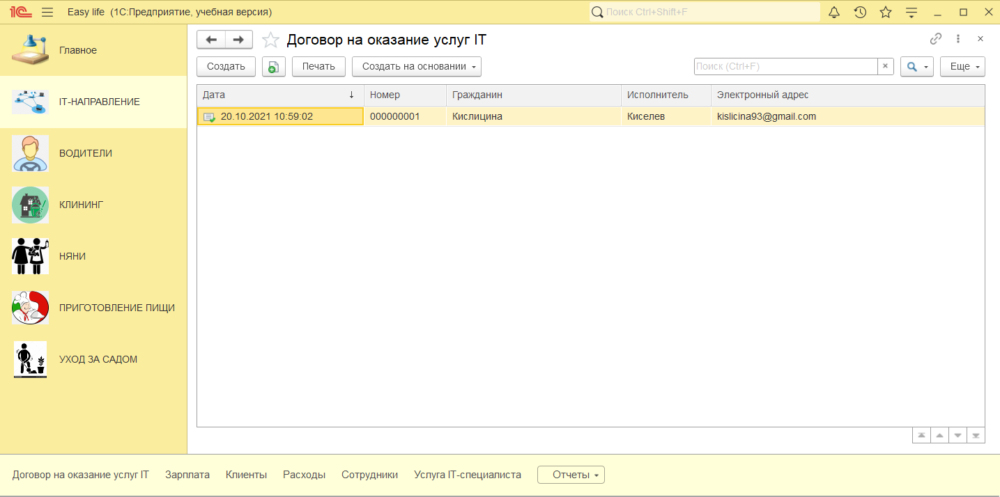 1С Easy life (1С:Предприятие, учебная версия) Поиск Ctrl+Shift+F
Главное
IT-НАПРАВЛЕНИЕ
ВОДИТЕЛИ
КЛИНИНГ
НЯНИ
ПРИГОТОВЛЕНИЕ ПИЩИ
УХОД ЗА САДОМ
Договор на оказание услуг IT
Создать Печать Создать на основании Поиск (Ctrl+F) × Еще
Дата ↓ Номер Гражданин Исполнитель Электронный адрес
20.10.2021 10:59:02 000000001 Кислицина Киселев kislicina93@gmail.com
Договор на оказание услуг IT Зарплата Клиенты Расходы Сотрудники Услуга IT-специалиста Отчеты